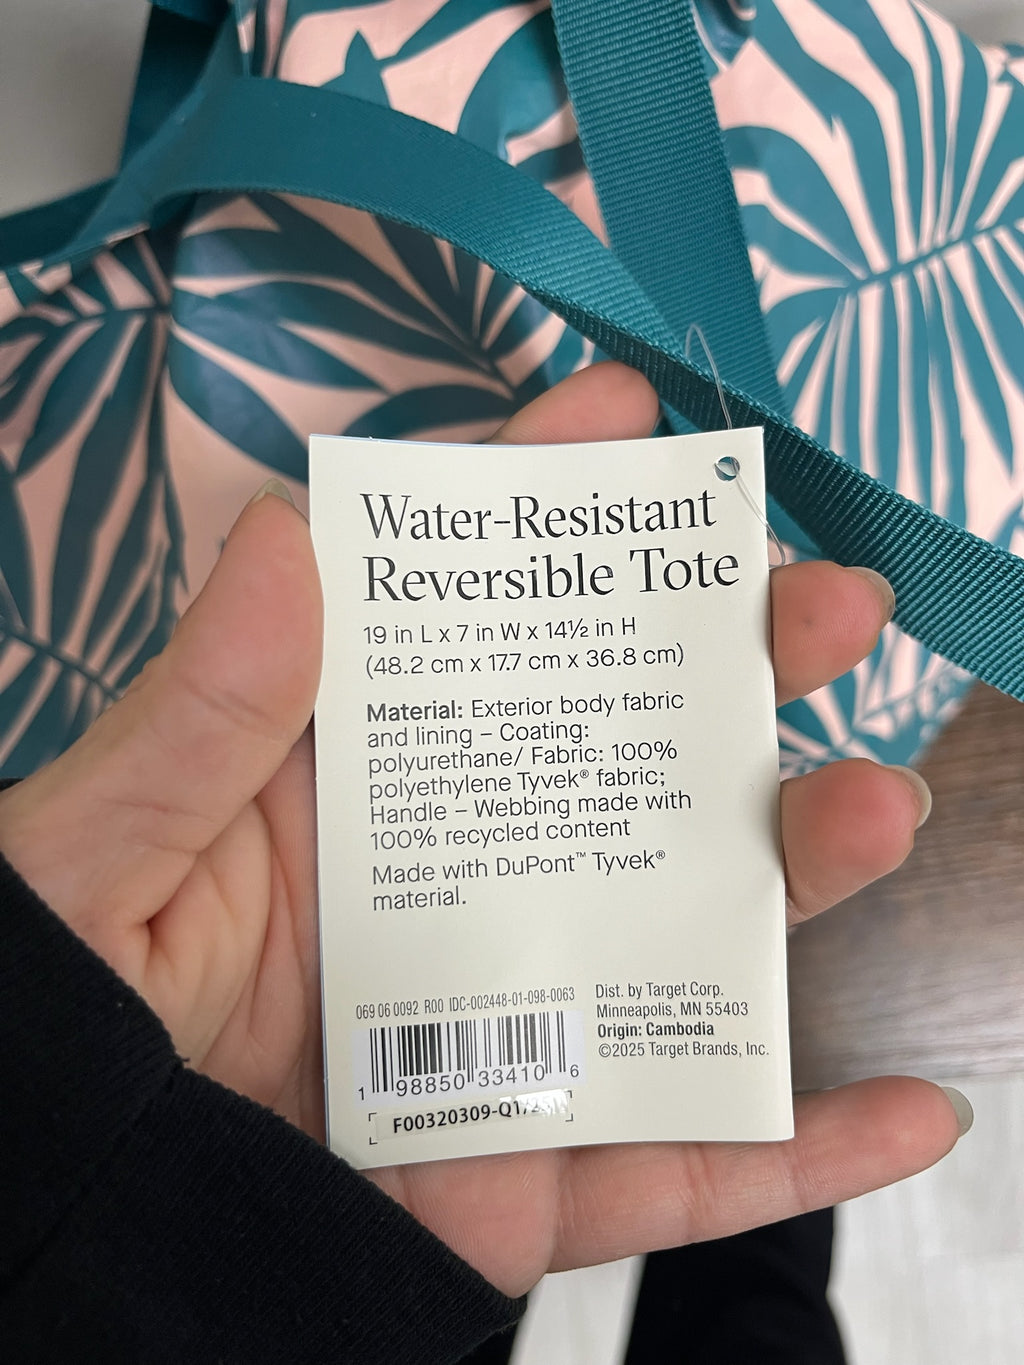 Water-Resistant
Reversible Tote
19 in L x 7 in W x 14½ in H
(48.2 cm x 17.7 cm x 36.8 cm)
Material: Exterior body fabric
and lining – Coating:
polyurethane/ Fabric: 100%
polyethylene Tyvek® fabric;
Handle – Webbing made with
100% recycled content
Made with DuPont™ Tyvek®
material.
069 06 0092 R00 IDC-002448-01-098-0063
1 98850 33410 6
Dist. by Target Corp.
Minneapolis, MN 55403
Origin: Cambodia
©2025 Target Brands, Inc.